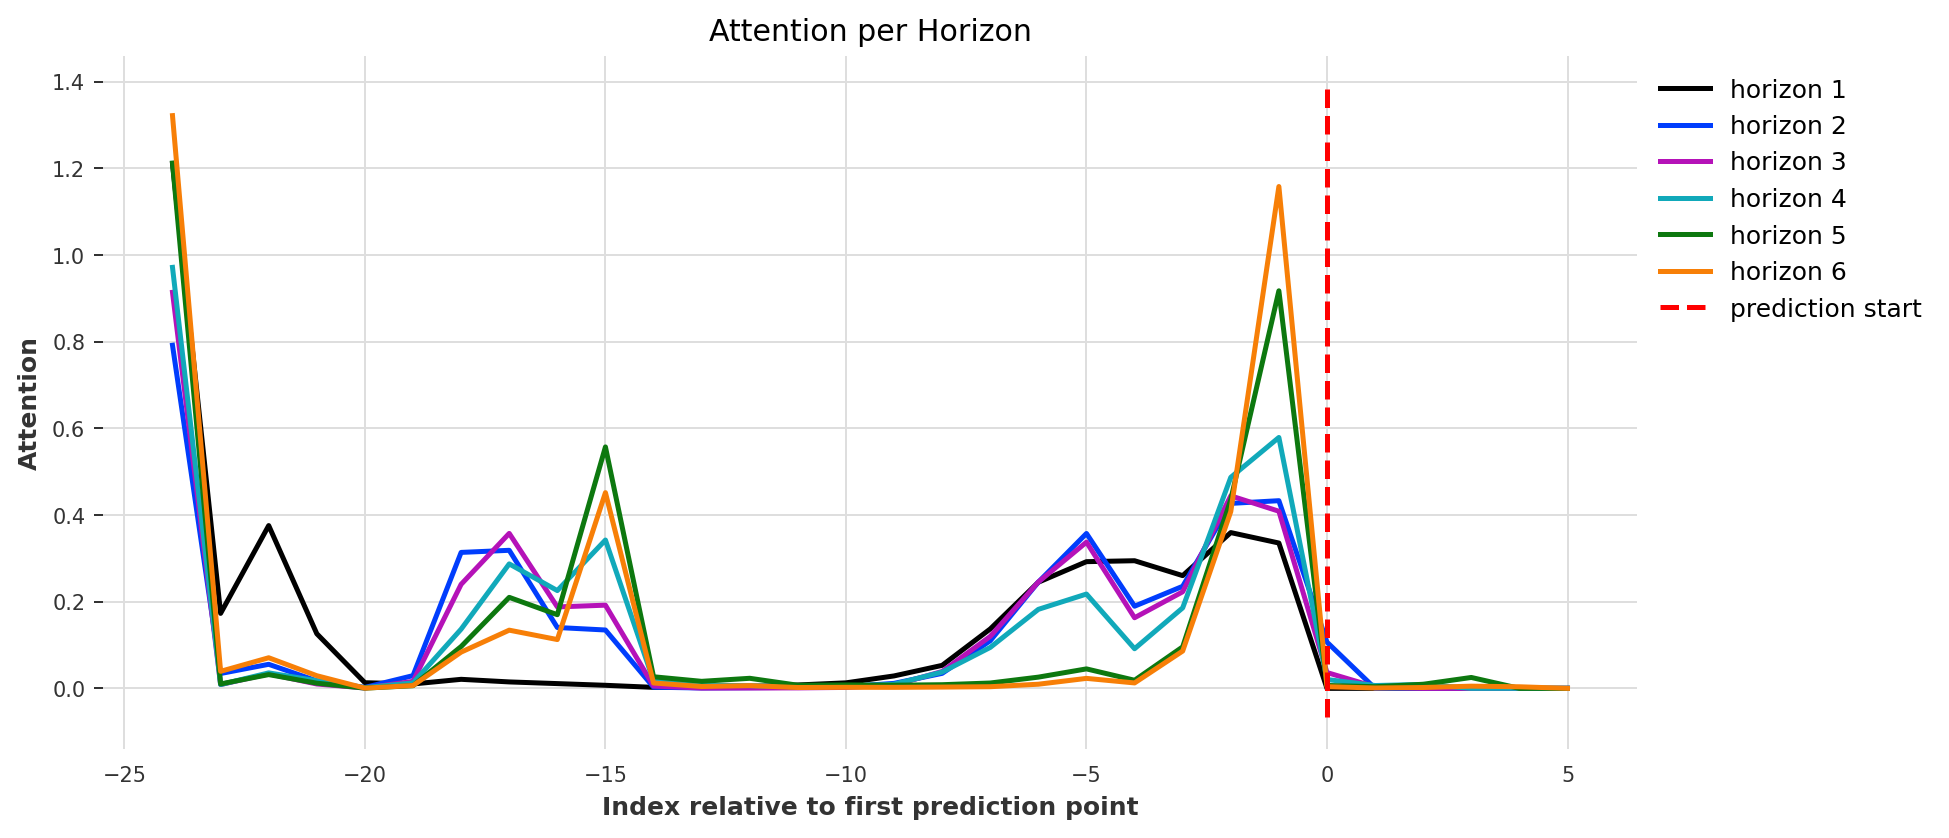 Attention per Horizon
1.4
1.2
1.0
0.8
0.6
0.4
0.2
0.0
Attention
−25
−20
−15
−10
−5
0
5
Index relative to first prediction point
horizon 1
horizon 2
horizon 3
horizon 4
horizon 5
horizon 6
prediction start